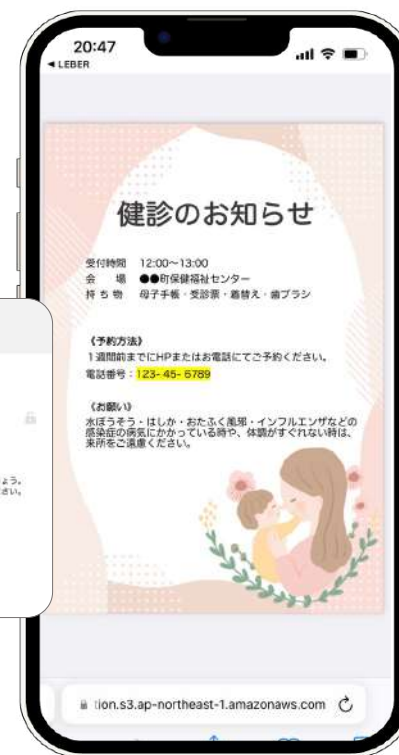 20:47
◀ LEBER
健診のお知らせ
受付時間 12:00〜13:00
会 場 ●●町保健福祉センター
持ち物 母子手帳・受診票・着替え・歯ブラシ
《予約方法》
1週間前までにHPまたはお電話にてご予約ください。
電話番号：123- 45- 6789
《お願い》
水ぼうそう・はしか・おたふく風邪・インフルエンザなどの
感染症の病気にかかっている時や、体調がすぐれない時は、
来所をご遠慮ください。
ょう。
ださい。
tion.s3.ap-northeast-1.amazonaws.com